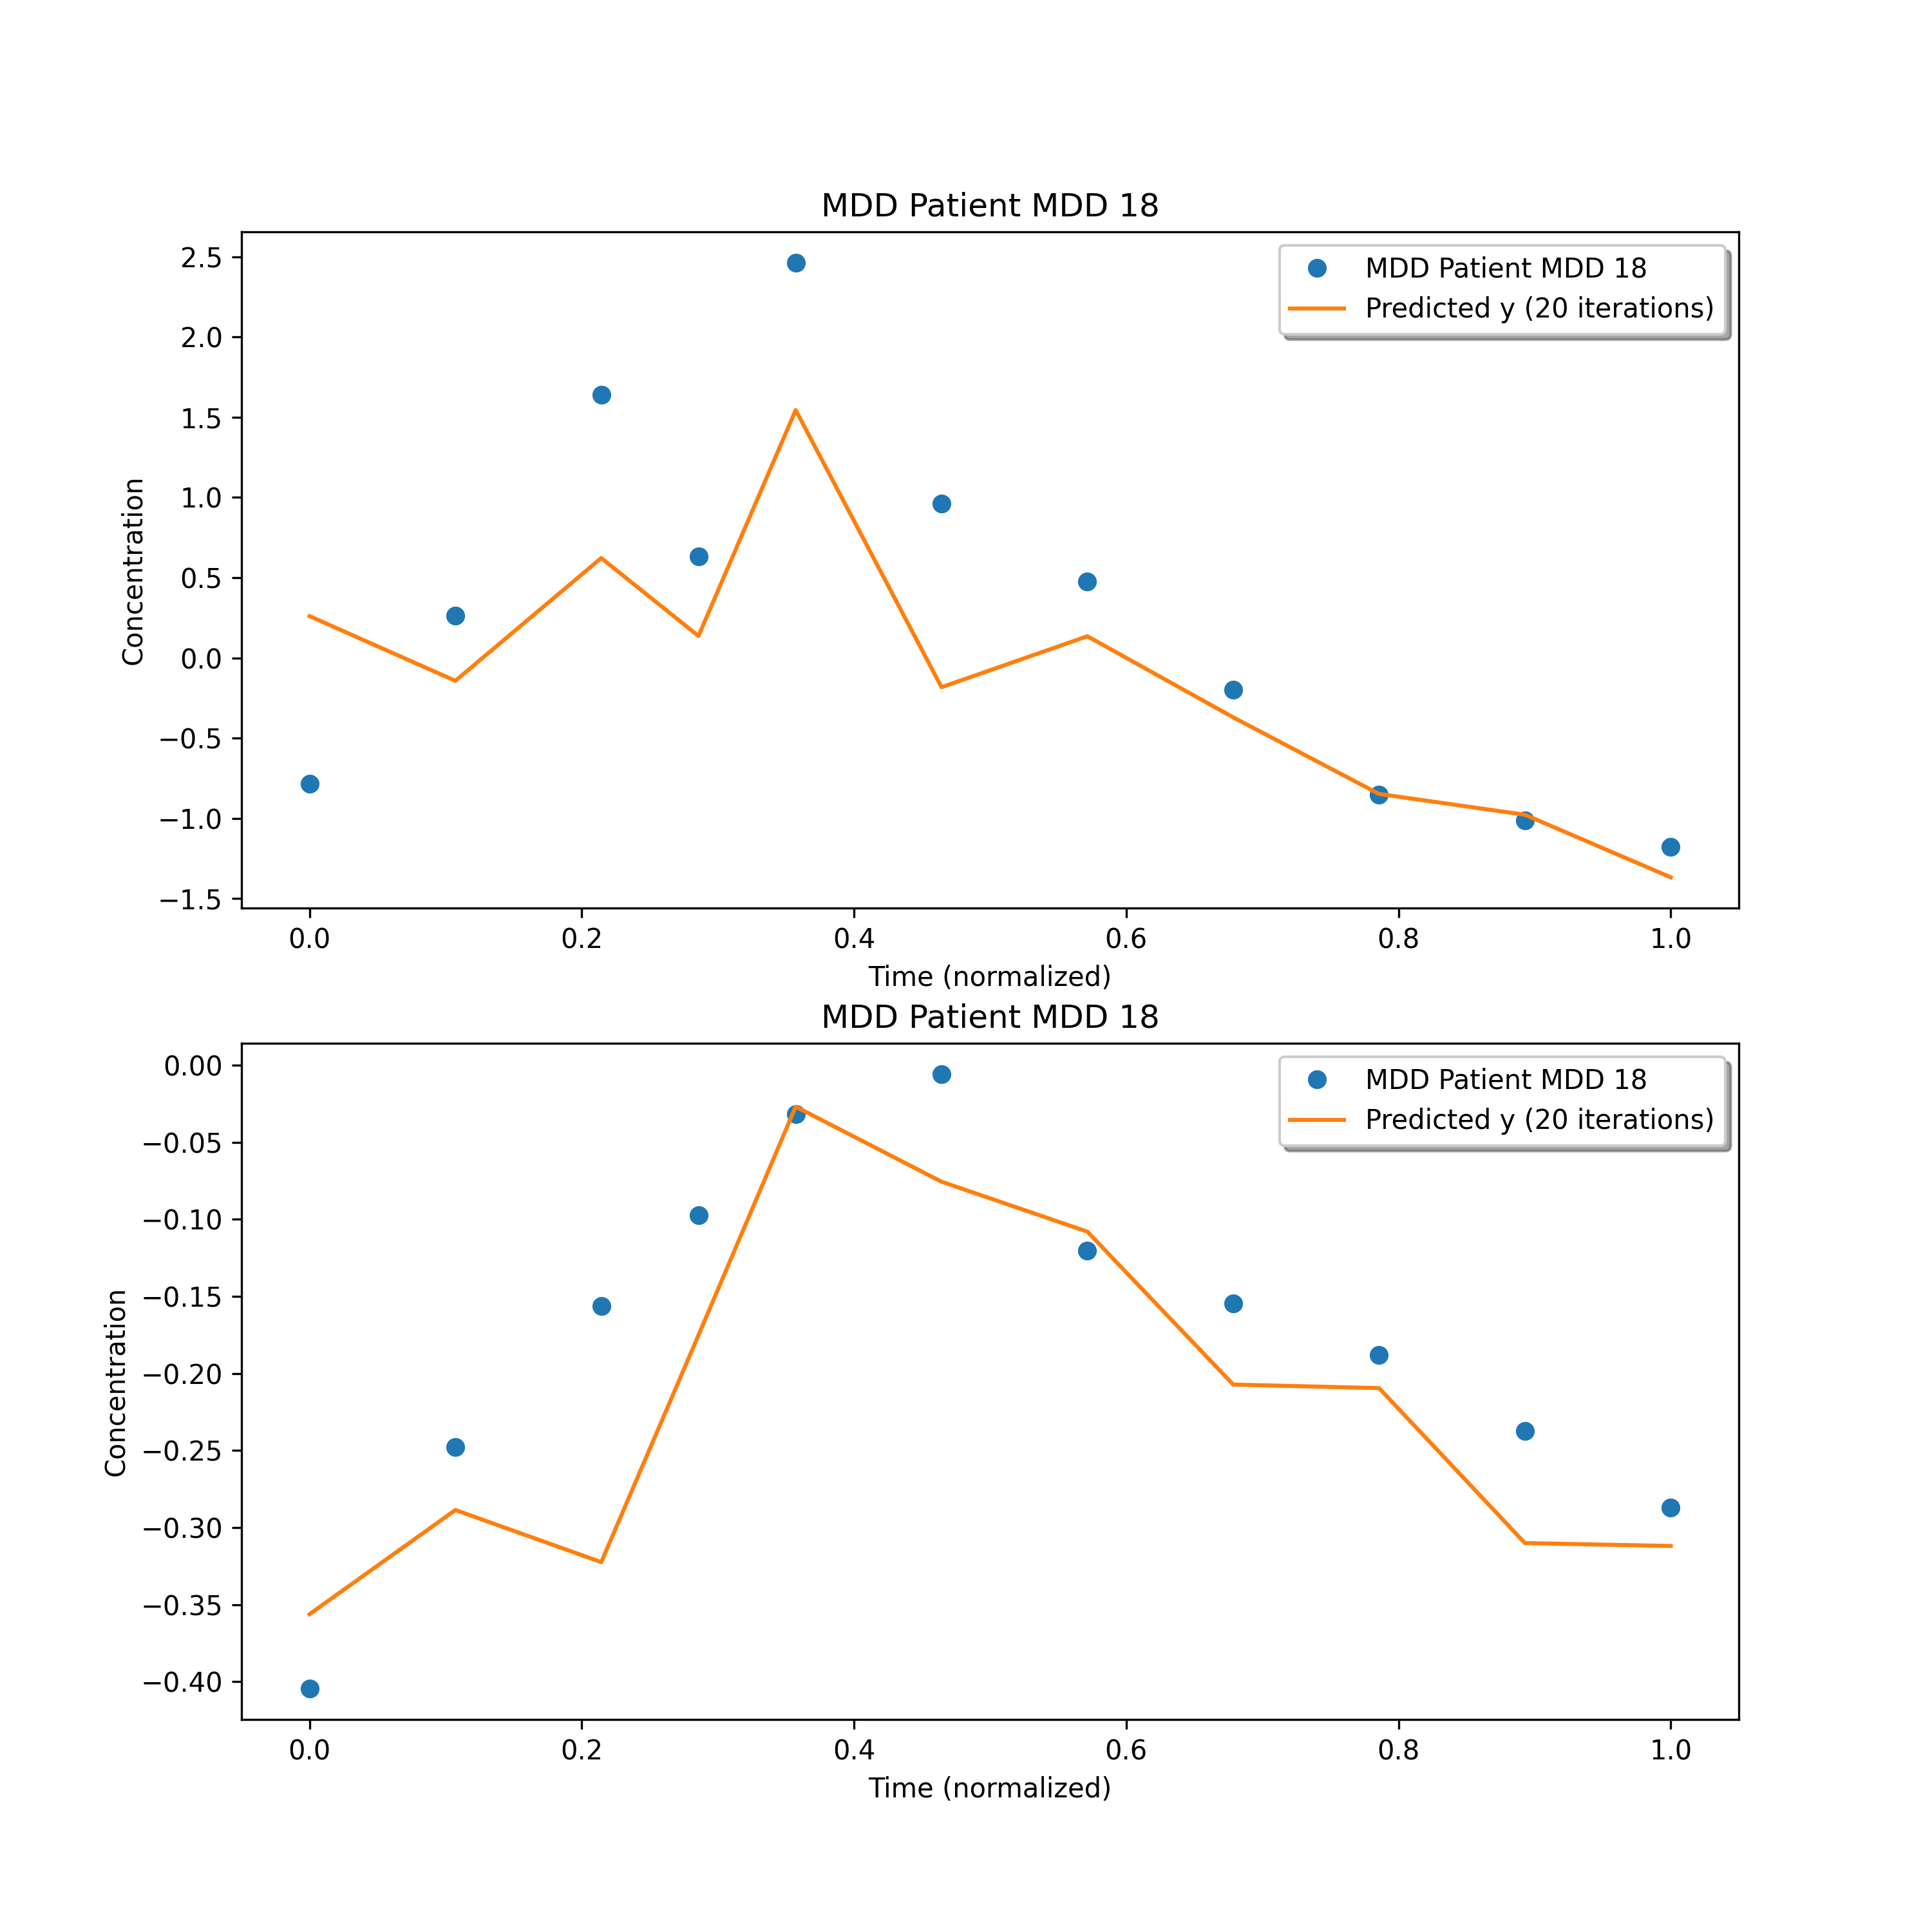 MDD Patient MDD 18
MDD Patient MDD 18
Predicted y (20 iterations)
2.5
2.0
1.5
1.0
0.5
0.0
−0.5
−1.0
−1.5
Concentration
0.0 0.2 0.4 0.6 0.8 1.0
Time (normalized)
MDD Patient MDD 18
MDD Patient MDD 18
Predicted y (20 iterations)
0.00
−0.05
−0.10
−0.15
−0.20
−0.25
−0.30
−0.35
−0.40
Concentration
0.0 0.2 0.4 0.6 0.8 1.0
Time (normalized)